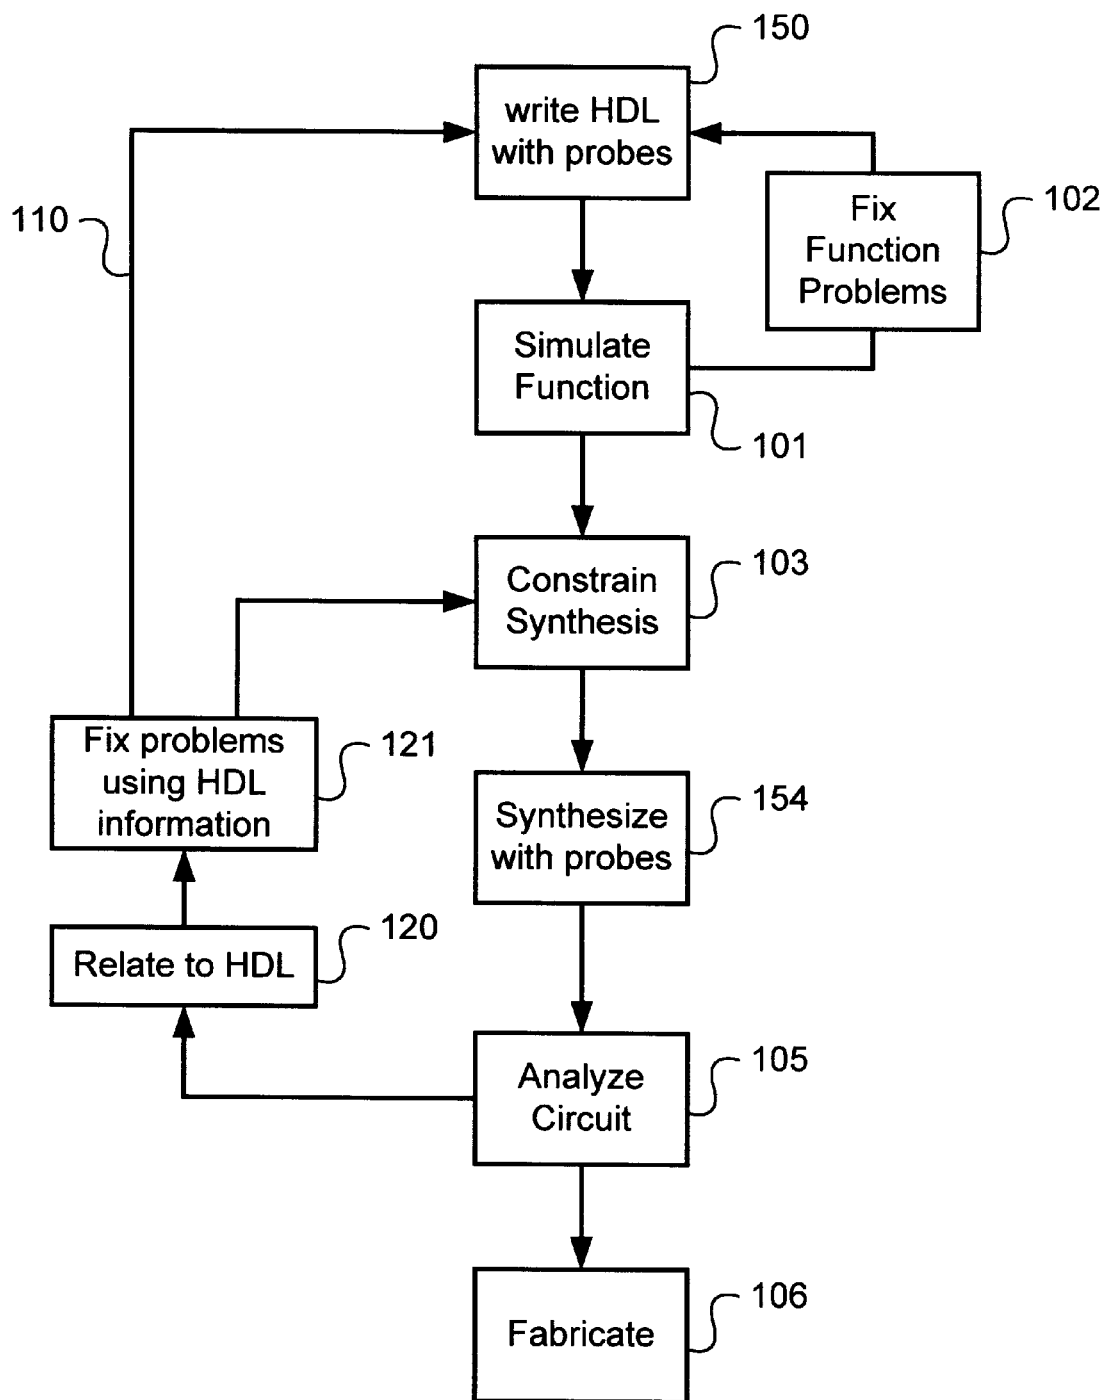 150
write HDL
with probes
110
102
Fix
Function
Problems
Simulate
Function
101
103
Constrain
Synthesis
Fix problems
using HDL
information
121
154
Synthesize
with probes
120
Relate to HDL
105
Analyze
Circuit
106
Fabricate